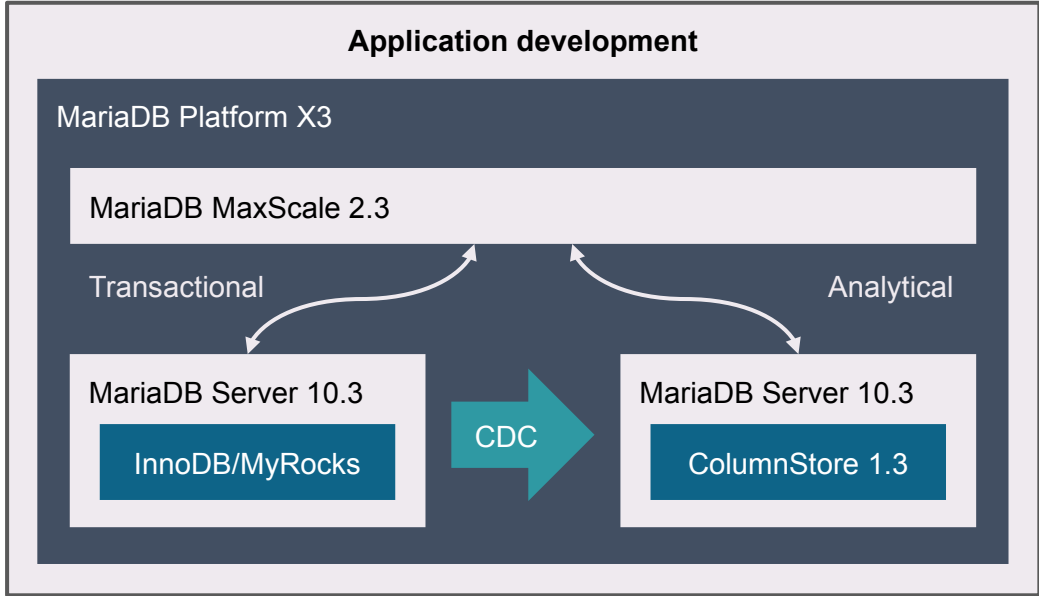 Application development
MariaDB Platform X3
MariaDB MaxScale 2.3
Transactional
Analytical
MariaDB Server 10.3
InnoDB/MyRocks
CDC
MariaDB Server 10.3
ColumnStore 1.3